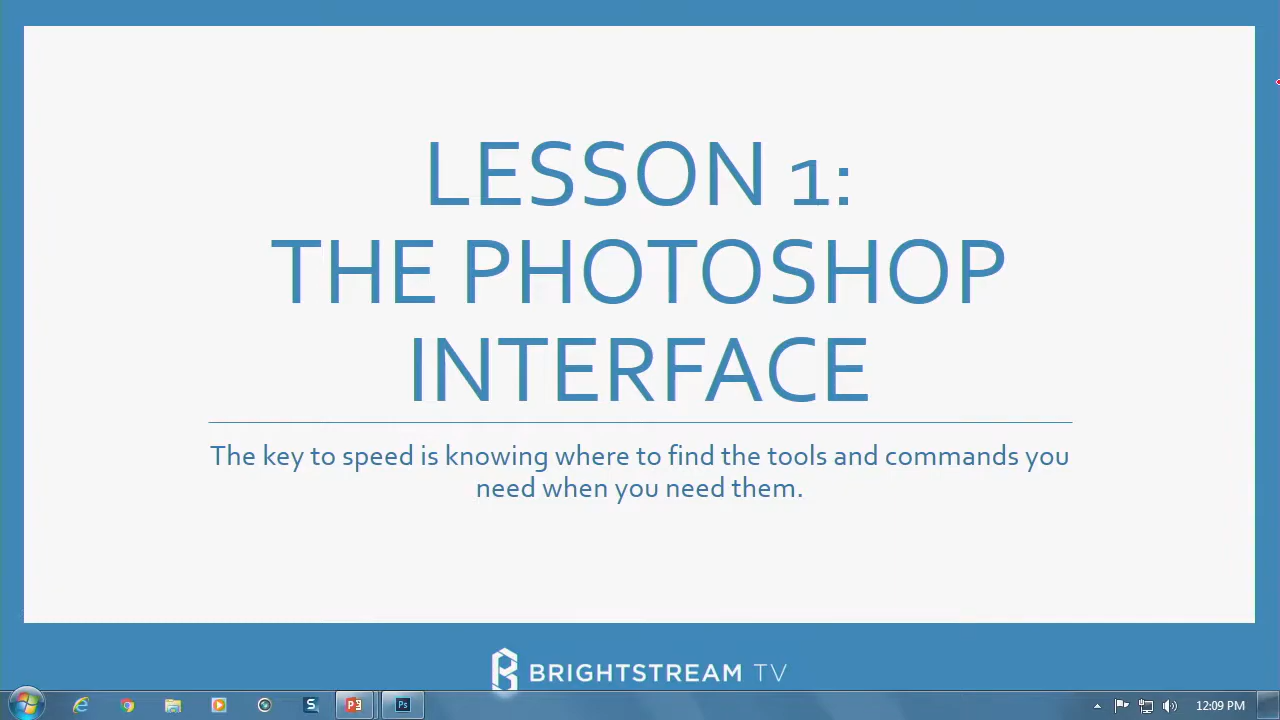 LESSON 1:
THE PHOTOSHOP
INTERFACE
The key to speed is knowing where to find the tools and commands you
need when you need them.
BRIGHTSTREAM TV
12:09 PM